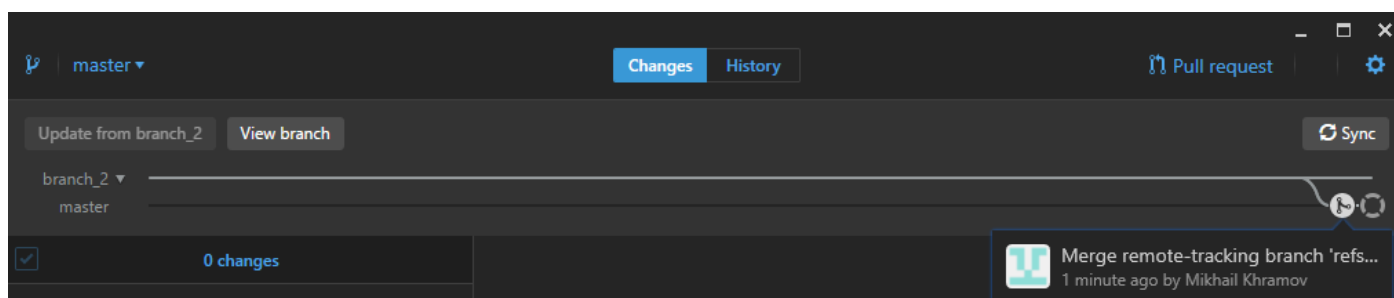 master
Changes
History
Pull request
Update from branch_2
View branch
Sync
branch_2
master
0 changes
Merge remote-tracking branch 'refs...
1 minute ago by Mikhail Khramov